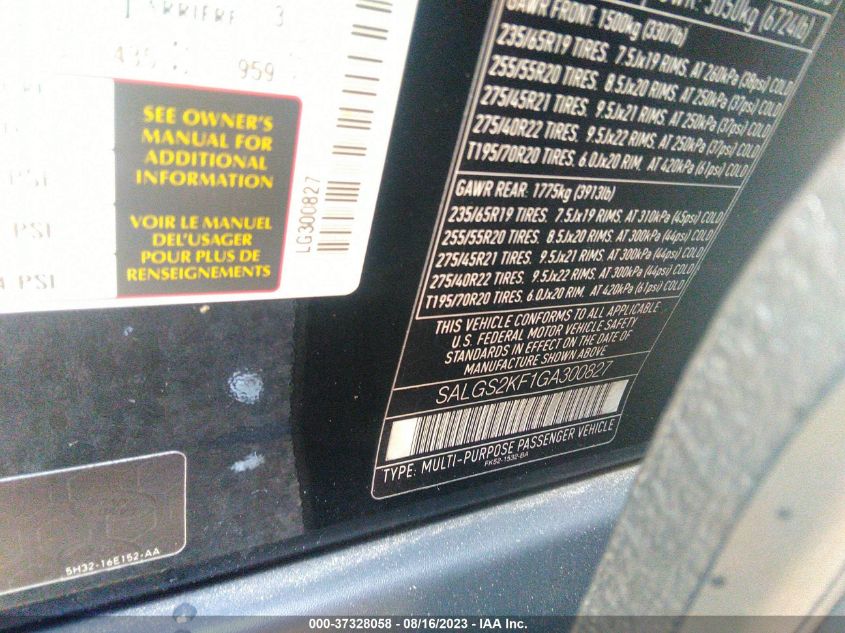 ARRIERE 3
959
PSI
PSI
PSI
SEE OWNER'S
MANUAL FOR
ADDITIONAL
INFORMATION
VOIR LE MANUEL
DEL'USAGER
POUR PLUS DE
RENSEIGNEMENTS
LG300827
3050kg (6724lb)
GAWR FRONT 1500kg (3307lb)
235/65R19 TIRES. 7.5Jx19 RIMS. AT 260kPa (38psi) COLD
255/55R20 TIRES. 8.5Jx20 RIMS. AT 250kPa (37psi) COLD
275/45R21 TIRES. 9.5Jx21 RIMS. AT 250kPa (37psi) COLD
275/40R22 TIRES. 9.5Jx22 RIMS. AT 250kPa (37psi) COLD
T195/70R20 TIRES. 6.0Jx20 RIM. AT 420kPa (61psi) COLD
GAWR REAR: 1775kg (3913lb)
235/65R19 TIRES. 7.5Jx19 RIMS. AT 310kPa (45psi) COLD
255/55R20 TIRES. 8.5Jx20 RIMS. AT 300kPa (44psi) COLD
275/45R21 TIRES. 9.5Jx21 RIMS. AT 300kPa (44psi) COLD
275/40R22 TIRES. 9.5Jx22 RIMS. AT 300kPa (44psi) COLD
T195/70R20 TIRES. 6.0Jx20 RIM. AT 420kPa (61psi) COLD
THIS VEHICLE CONFORMS TO ALL APPLICABLE
U.S. FEDERAL MOTOR VEHICLE SAFETY
STANDARDS IN EFFECT ON THE DATE OF
MANUFACTURE SHOWN ABOVE
SALGS2KF1GA300827
TYPE: MULTI-PURPOSE PASSENGER VEHICLE
FK52-1532-BA
5H32-16E152-AA
000-37328058 - 08/16/2023 - IAA Inc.